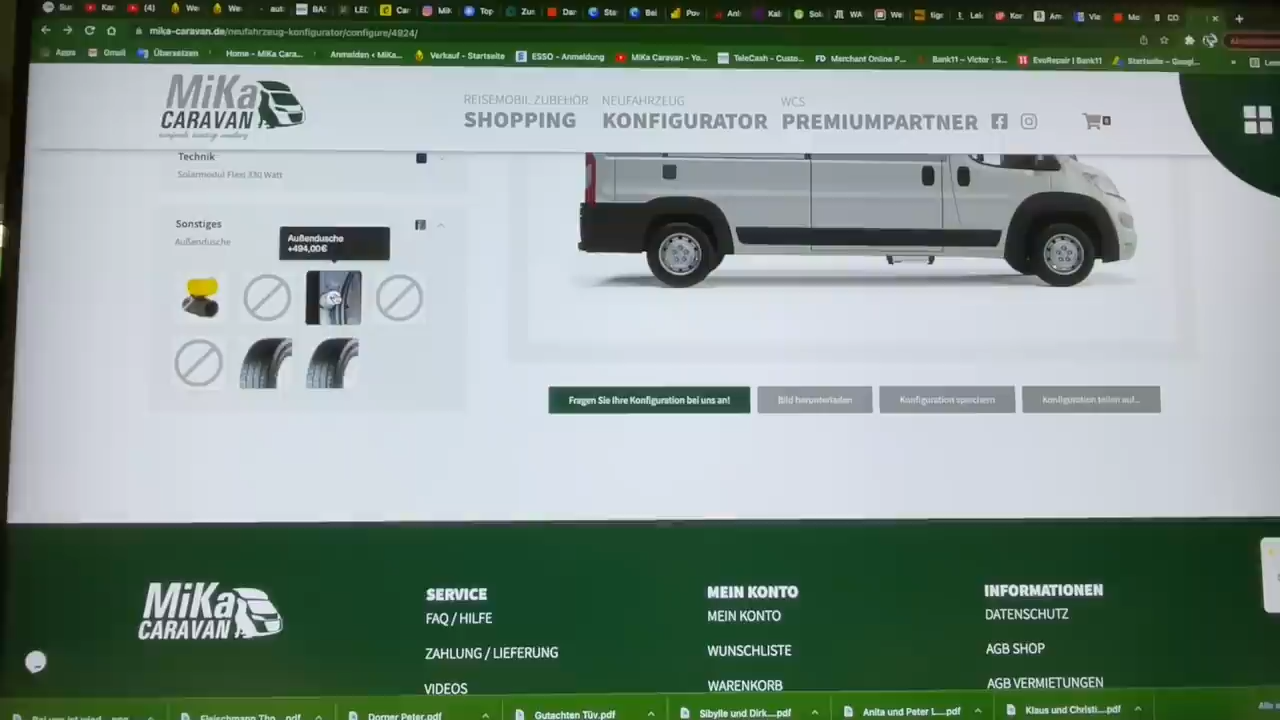 (4)
mika-caravan.de/neufahrzeug-konfigurator/configure/4824/
Apps
Gmail
Übersetzen
Home - MiKa Cara...
Anmelden < MiKa...
Verkauf - Startseite
ESSO - Anmeldung
MiKa Caravan - Yo...
TeleCash - Custo...
FD Merchant Online P...
Bank11 – Victor : S...
EvoRepair | Bank11
Startseite – Googl...
MiKa
CARAVAN
REISEMOBIL ZUBEHÖR
SHOPPING
NEUFAHRZEUG
KONFIGURATOR
WCS
PREMIUMPARTNER
0
Technik
Solarmodul Flexi 330 Watt
Sonstiges
Außendusche
Außendusche
+494,00€
Fragen Sie Ihre Konfiguration bei uns an!
Bild herunterladen
Konfiguration speichern
Konfiguration teilen auf...
MiKa
CARAVAN
SERVICE
FAQ / HILFE
ZAHLUNG / LIEFERUNG
VIDEOS
MEIN KONTO
MEIN KONTO
WUNSCHLISTE
WARENKORB
INFORMATIONEN
DATENSCHUTZ
AGB SHOP
AGB VERMIETUNGEN
Fleischmann Tho....pdf
Dorner Peter.pdf
Gutachten Tüv.pdf
Sibylle und Dirk....pdf
Anita und Peter L....pdf
Klaus und Christi....pdf